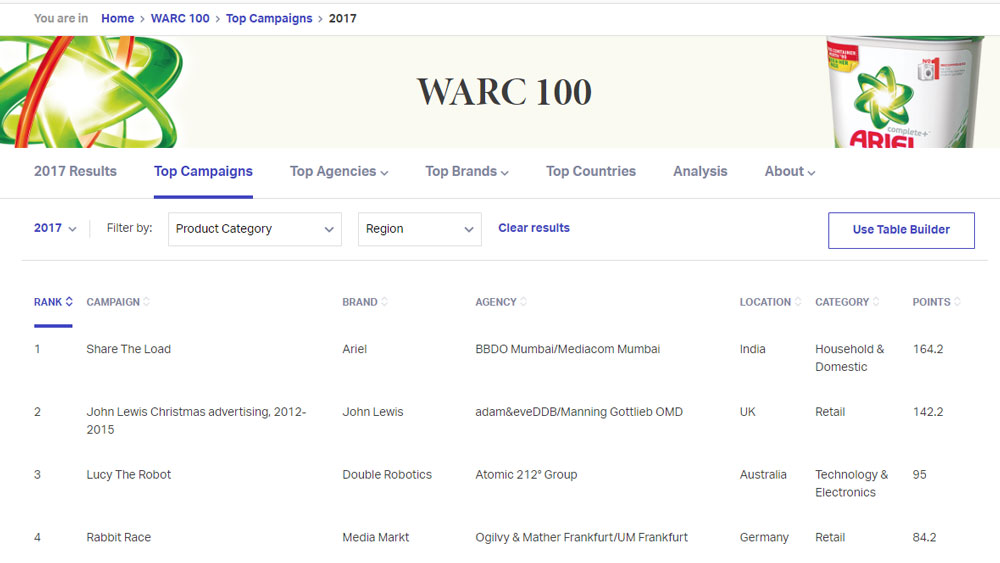 You are in Home > WARC 100 > Top Campaigns > 2017
WARC 100
NO 1
complete+
ARIEL
2017 Results Top Campaigns Top Agencies Top Brands Top Countries Analysis About
2017 Filter by: Product Category Region Clear results Use Table Builder
RANK CAMPAIGN BRAND AGENCY LOCATION CATEGORY POINTS
1 Share The Load Ariel BBDO Mumbai/Mediacom Mumbai India Household & 164.2
Domestic
2 John Lewis Christmas advertising, 2012- John Lewis adam&eveDDB/Manning Gottlieb OMD UK Retail 142.2
2015
3 Lucy The Robot Double Robotics Atomic 212° Group Australia Technology & 95
Electronics
4 Rabbit Race Media Markt Ogilvy & Mather Frankfurt/UM Frankfurt Germany Retail 84.2